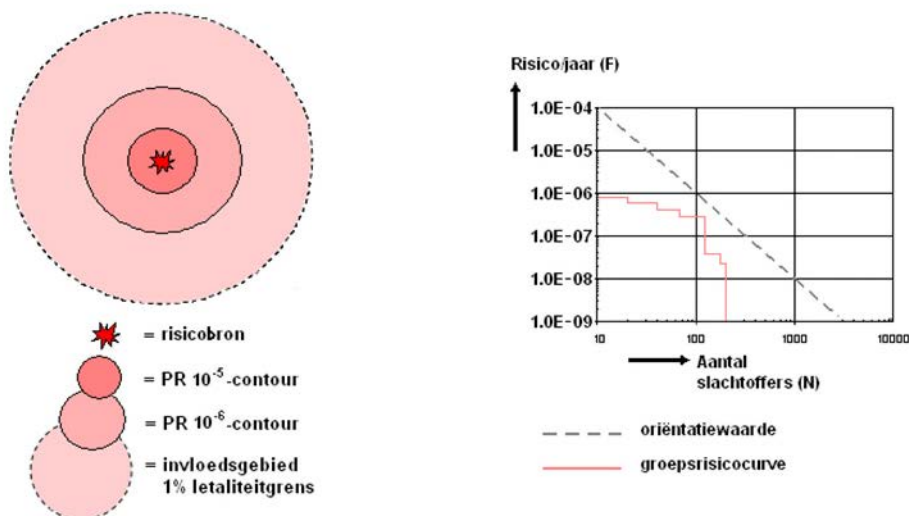 = risicobron
= PR 10⁻⁵-contour
= PR 10⁻⁶-contour
= invloedsgebied
1% letaliteitgrens
Risico/jaar (F)
1.0E-04
1.0E-05
1.0E-06
1.0E-07
1.0E-08
1.0E-09
10
100
1000
10000
Aantal
slachtoffers (N)
oriëntatiewaarde
groepsrisicocurve